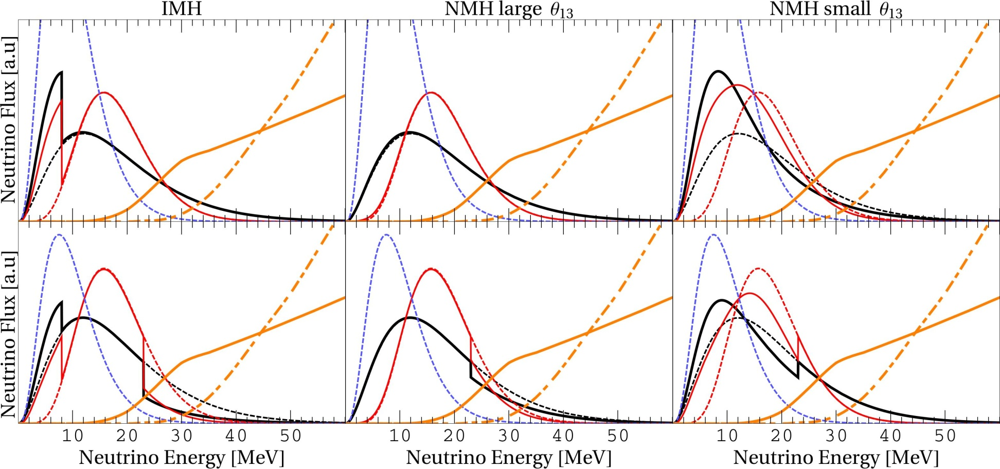 IMH NMH large θ13 NMH small θ13
Neutrino Flux [a.u]
Neutrino Flux [a.u]
10 20 30 40 50 10 20 30 40 50 10 20 30 40 50
Neutrino Energy [MeV] Neutrino Energy [MeV] Neutrino Energy [MeV]